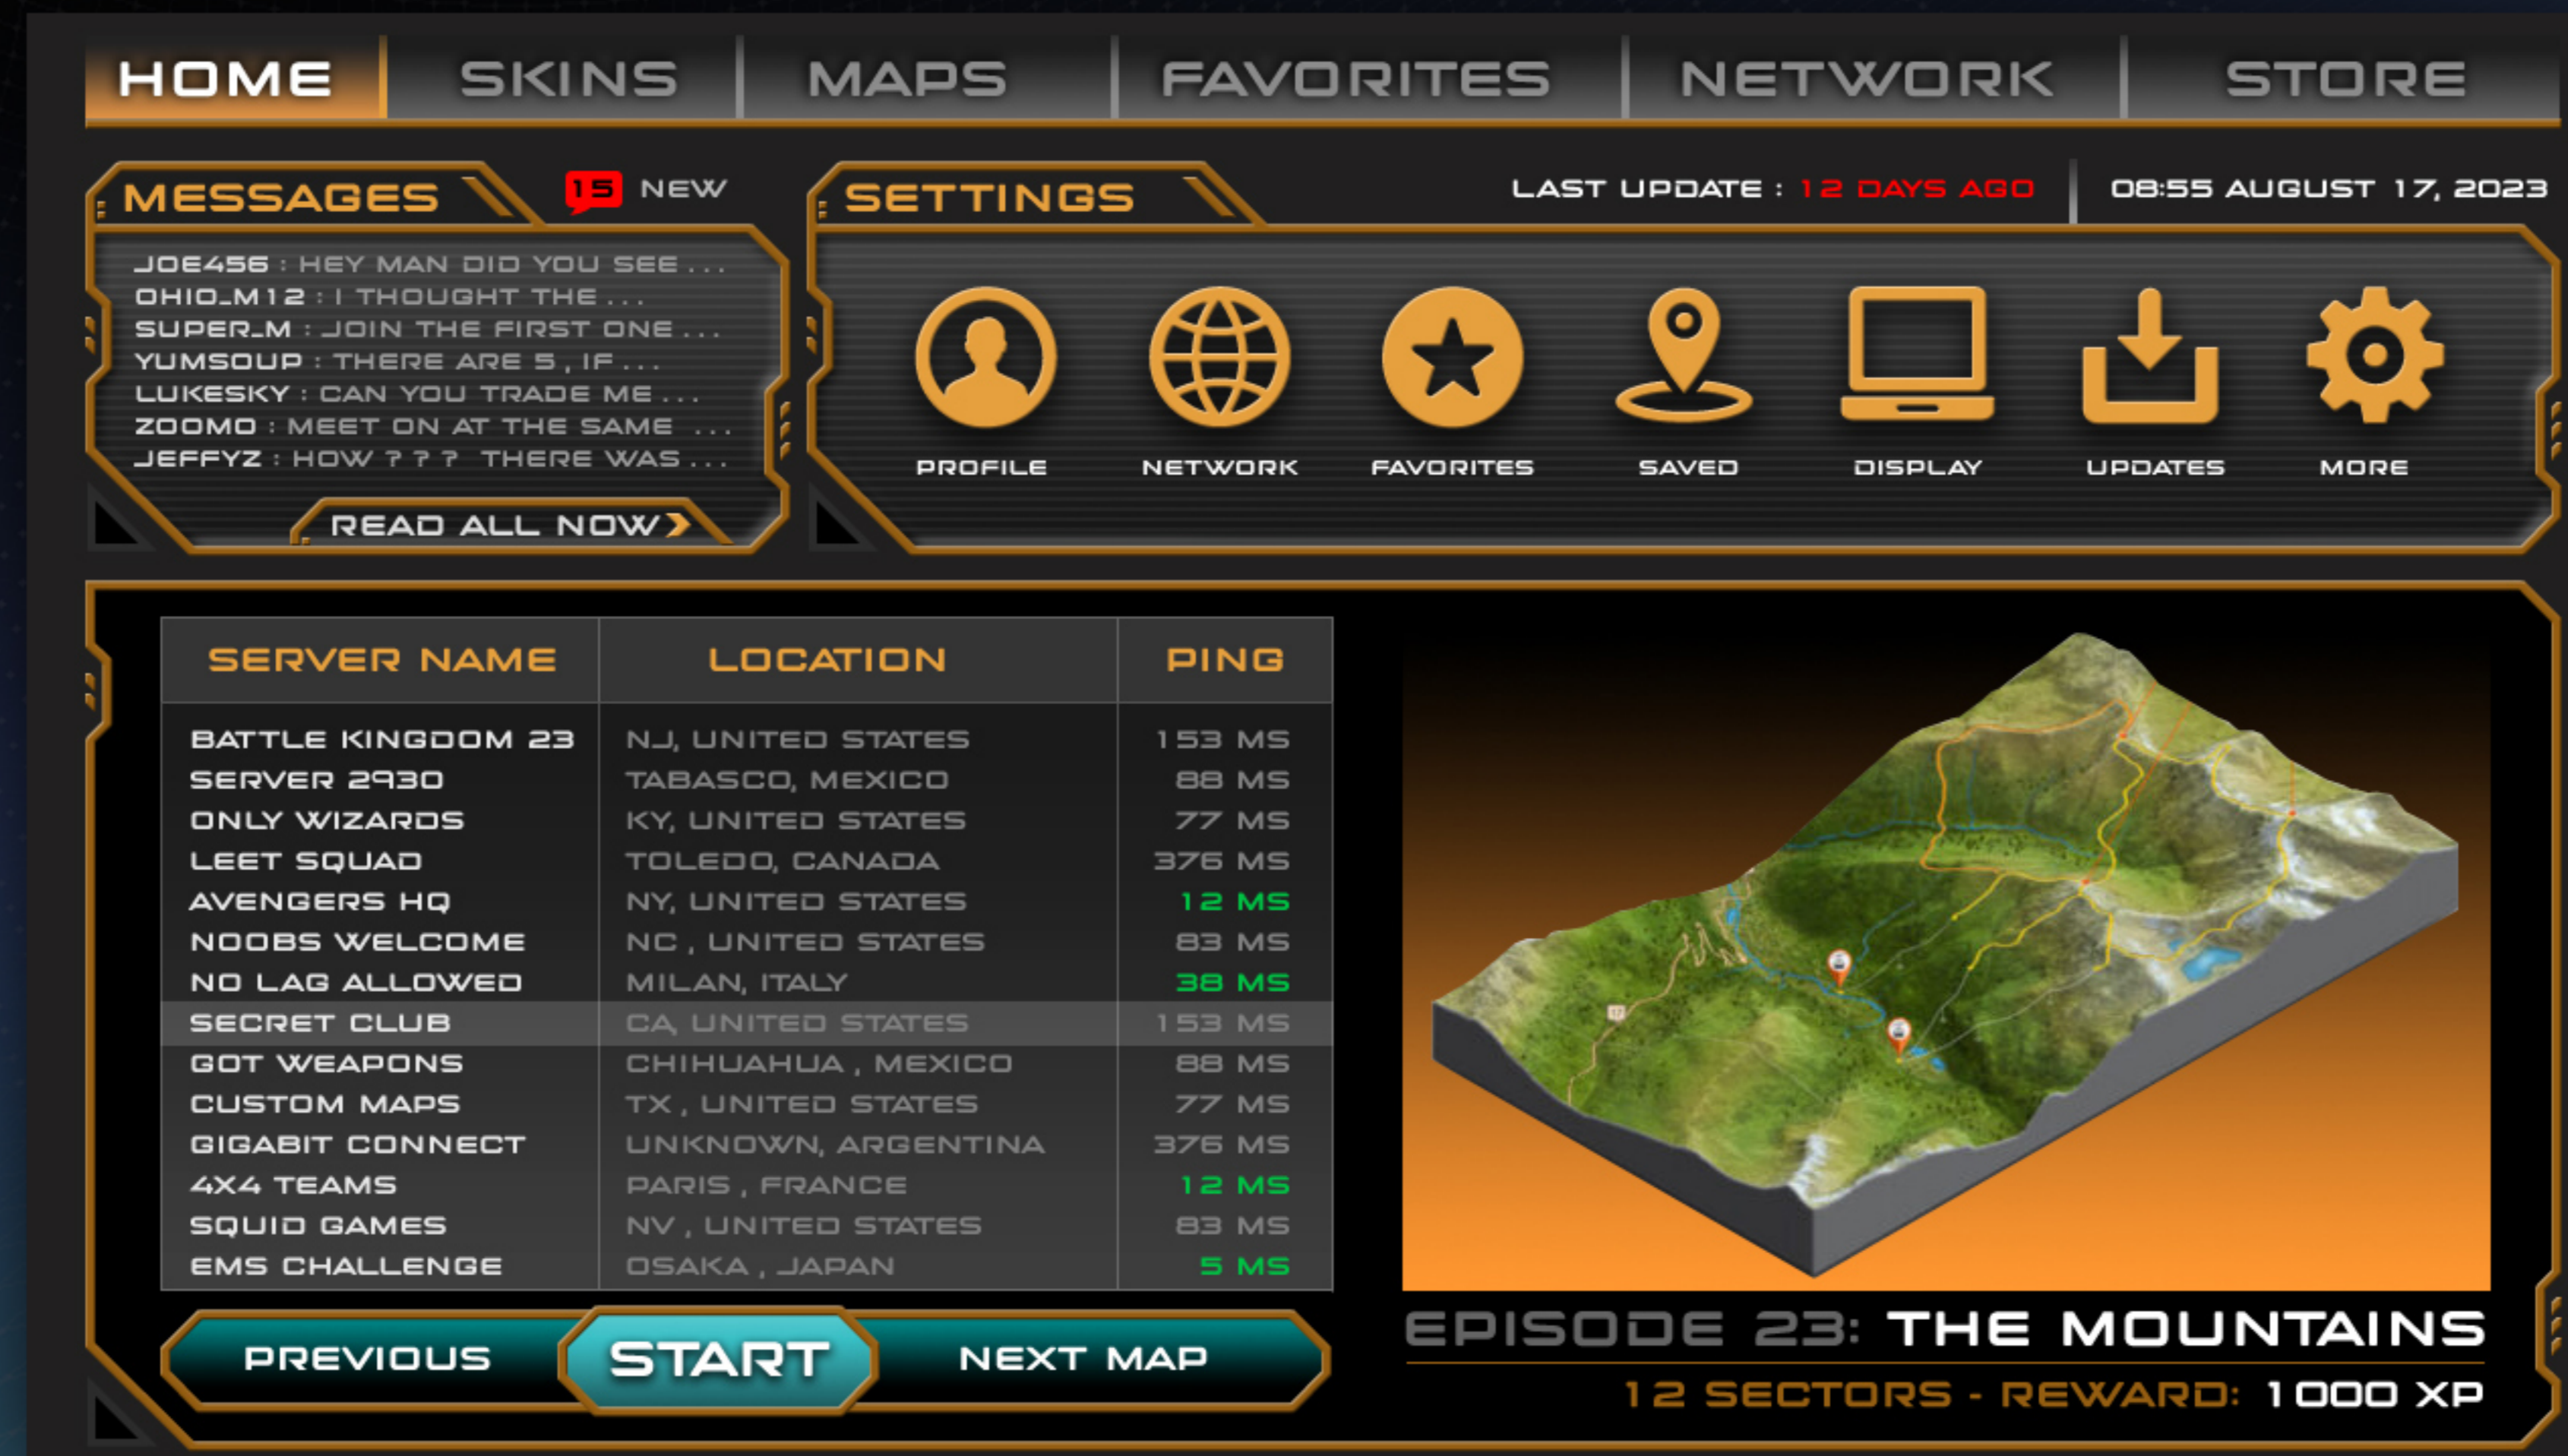 HOME SKINS MAPS FAVORITES NETWORK STORE
MESSAGES 15 NEW
JOE456 : HEY MAN DID YOU SEE ...
OHIO_M12 : I THOUGHT THE ...
SUPER_M : JOIN THE FIRST ONE ...
YUMSOUP : THERE ARE 5 , IF ...
LUKESKY : CAN YOU TRADE ME ...
ZOOMO : MEET ON AT THE SAME ...
JEFFYZ : HOW ? ? ? THERE WAS ...
READ ALL NOW
SETTINGS LAST UPDATE : 12 DAYS AGO 08:55 AUGUST 17, 2023
PROFILE NETWORK FAVORITES SAVED DISPLAY UPDATES MORE
SERVER NAME LOCATION PING
BATTLE KINGDOM 23 NJ, UNITED STATES 153 MS
SERVER 2930 TABASCO, MEXICO 88 MS
ONLY WIZARDS KY, UNITED STATES 77 MS
LEET SQUAD TOLEDO, CANADA 376 MS
AVENGERS HQ NY, UNITED STATES 12 MS
NOOBS WELCOME NC , UNITED STATES 83 MS
NO LAG ALLOWED MILAN, ITALY 38 MS
SECRET CLUB CA, UNITED STATES 153 MS
GOT WEAPONS CHIHUAHUA , MEXICO 88 MS
CUSTOM MAPS TX , UNITED STATES 77 MS
GIGABIT CONNECT UNKNOWN, ARGENTINA 376 MS
4X4 TEAMS PARIS , FRANCE 12 MS
SQUID GAMES NV , UNITED STATES 83 MS
EMS CHALLENGE OSAKA , JAPAN 5 MS
PREVIOUS START NEXT MAP
EPISODE 23: THE MOUNTAINS
12 SECTORS - REWARD: 1000 XP